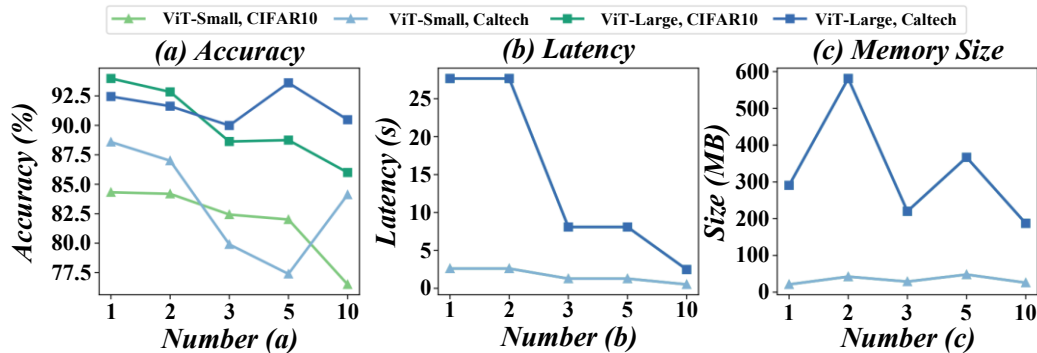 ViT-Small, CIFAR10 ViT-Small, Caltech ViT-Large, CIFAR10 ViT-Large, Caltech
(a) Accuracy
Accuracy (%)
92.5
90.0
87.5
85.0
82.5
80.0
77.5
1 2 3 5 10
Number (a)
(b) Latency
Latency (s)
25
20
15
10
5
0
1 2 3 5 10
Number (b)
(c) Memory Size
Size (MB)
600
500
400
300
200
100
0
1 2 3 5 10
Number (c)